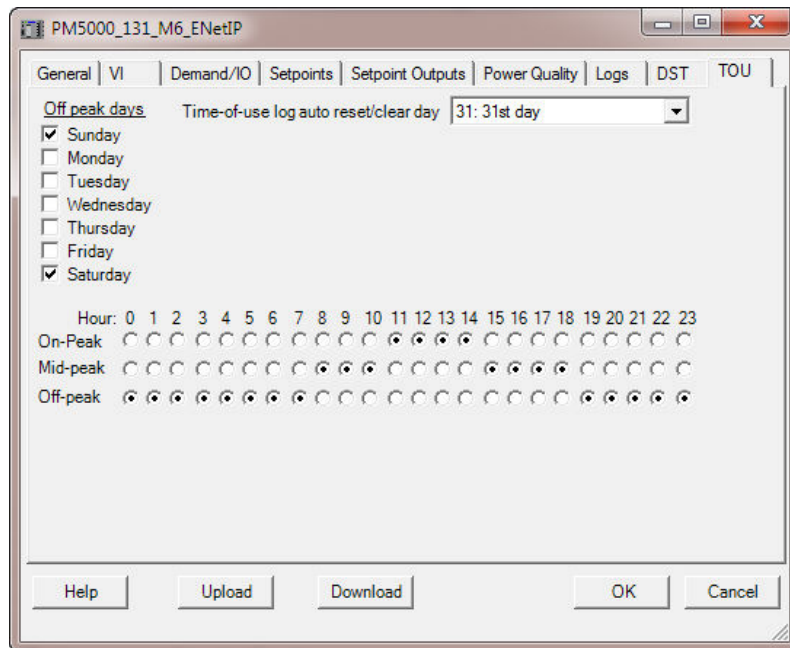 PM5000_131_M6_ENetIP
General VI Demand/IO Setpoints Setpoint Outputs Power Quality Logs DST TOU
Off peak days Time-of-use log auto reset/clear day 31: 31st day
Sunday
Monday
Tuesday
Wednesday
Thursday
Friday
Saturday
Hour: 0 1 2 3 4 5 6 7 8 9 10 11 12 13 14 15 16 17 18 19 20 21 22 23
On-Peak
Mid-peak
Off-peak
Help Upload Download OK Cancel